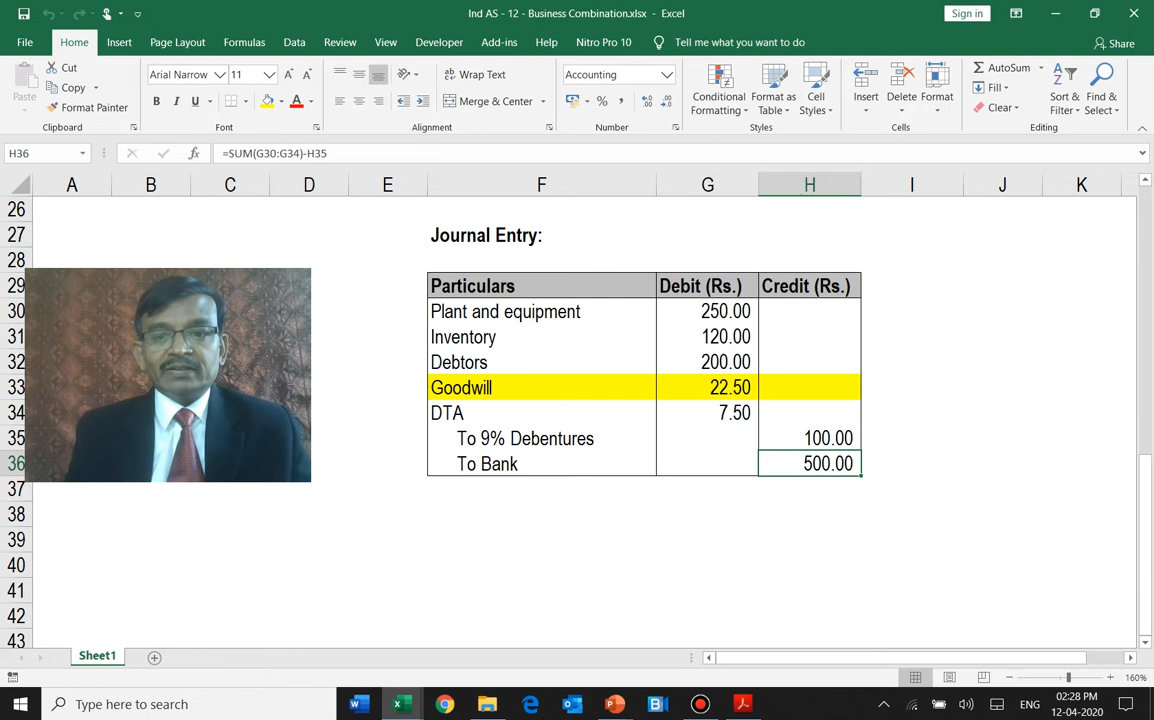 Ind AS - 12 - Business Combination.xlsx - Excel
Sign in
File Home Insert Page Layout Formulas Data Review View Developer Add-ins Help Nitro Pro 10 Tell me what you want to do Share
Paste
Cut
Copy
Format Painter
Clipboard
Arial Narrow 11
B I U
Font
Wrap Text
Merge & Center
Alignment
Accounting
%
Number
Conditional Formatting
Format as Table
Cell Styles
Styles
Insert
Delete
Format
Cells
AutoSum
Fill
Clear
Sort & Filter
Find & Select
Editing
H36 fx =SUM(G30:G34)-H35
A B C D E F G H I J K
26
27 Journal Entry:
28
29 Particulars Debit (Rs.) Credit (Rs.)
30 Plant and equipment 250.00
31 Inventory 120.00
32 Debtors 200.00
33 Goodwill 22.50
34 DTA 7.50
35 To 9% Debentures 100.00
36 To Bank 500.00
37
38
39
40
41
42
43
Sheet1
160%
Type here to search
ENG
02:28 PM
12-04-2020